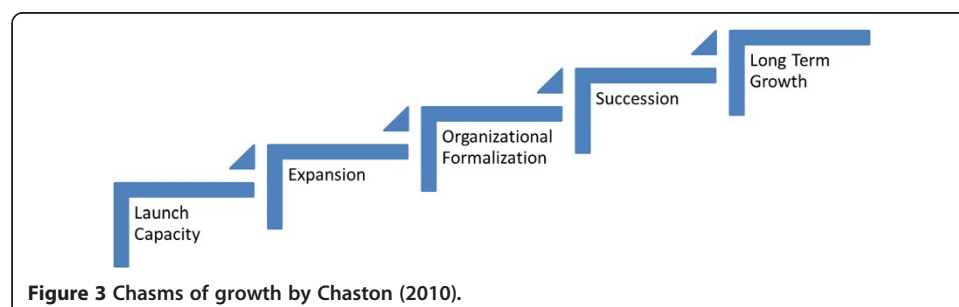 Long Term
Growth
Succession
Organizational
Formalization
Expansion
Launch
Capacity
Figure 3 Chasms of growth by Chaston (2010).